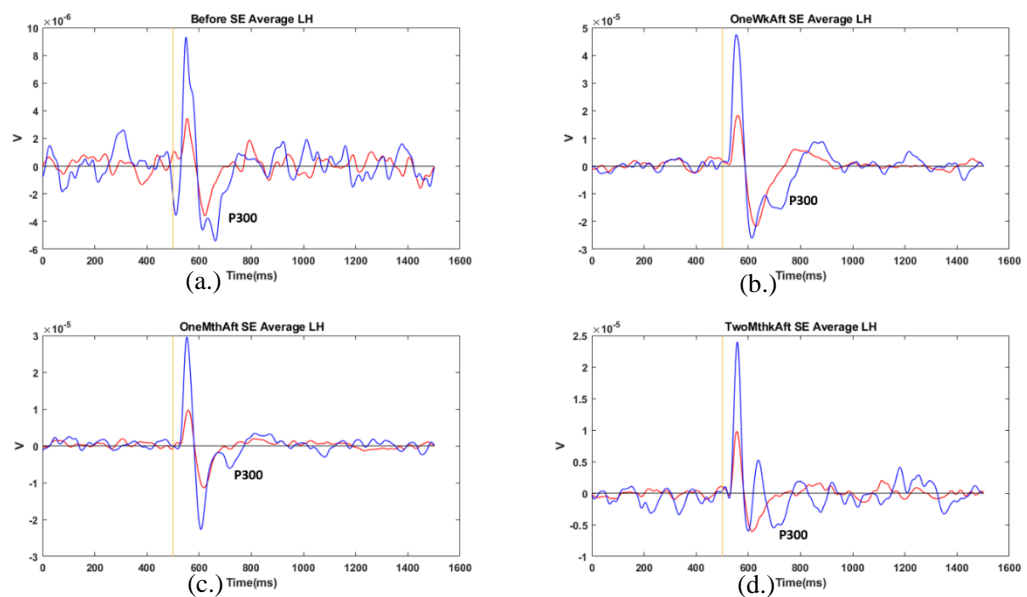 Before SE Average LH
×10⁻⁶
10
8
6
4
2
0
-2
-4
-6
V
P300
0 200 400 600 800 1000 1200 1400 1600
Time(ms)
(a.)
OneWkAft SE Average LH
×10⁻⁵
5
4
3
2
1
0
-1
-2
-3
V
P300
0 200 400 600 800 1000 1200 1400 1600
Time(ms)
(b.)
OneMthAft SE Average LH
×10⁻⁵
3
2
1
0
-1
-2
-3
V
P300
0 200 400 600 800 1000 1200 1400 1600
Time(ms)
(c.)
TwoMthkAft SE Average LH
×10⁻⁵
2.5
2
1.5
1
0.5
0
-0.5
-1
V
P300
0 200 400 600 800 1000 1200 1400 1600
Time(ms)
(d.)